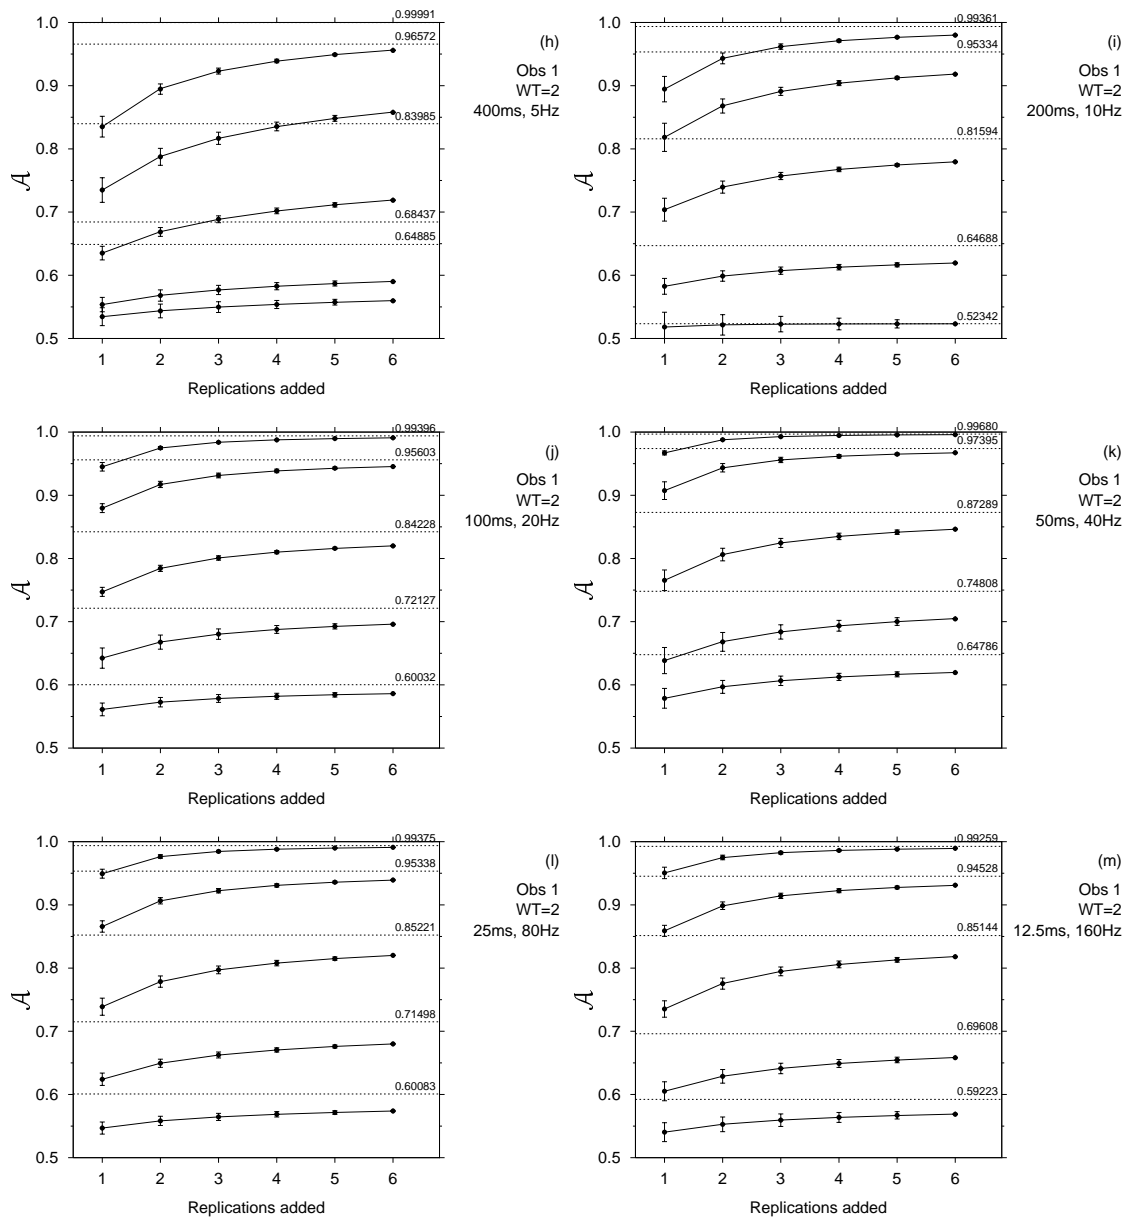 1.0
0.9
0.8
0.7
0.6
0.5
𝒜
0.99991
0.96572
0.83985
0.68437
0.64885
1 2 3 4 5 6
Replications added
(h)
Obs 1
WT=2
400ms, 5Hz
1.0
0.9
0.8
0.7
0.6
0.5
𝒜
0.99361
0.95334
0.81594
0.64688
0.52342
1 2 3 4 5 6
Replications added
(i)
Obs 1
WT=2
200ms, 10Hz
1.0
0.9
0.8
0.7
0.6
0.5
𝒜
0.99396
0.95603
0.84228
0.72127
0.60032
1 2 3 4 5 6
Replications added
(j)
Obs 1
WT=2
100ms, 20Hz
1.0
0.9
0.8
0.7
0.6
0.5
𝒜
0.99680
0.97395
0.87289
0.74808
0.64786
1 2 3 4 5 6
Replications added
(k)
Obs 1
WT=2
50ms, 40Hz
1.0
0.9
0.8
0.7
0.6
0.5
𝒜
0.99375
0.95338
0.85221
0.71498
0.60083
1 2 3 4 5 6
Replications added
(l)
Obs 1
WT=2
25ms, 80Hz
1.0
0.9
0.8
0.7
0.6
0.5
𝒜
0.99259
0.94528
0.85144
0.69608
0.59223
1 2 3 4 5 6
Replications added
(m)
Obs 1
WT=2
12.5ms, 160Hz